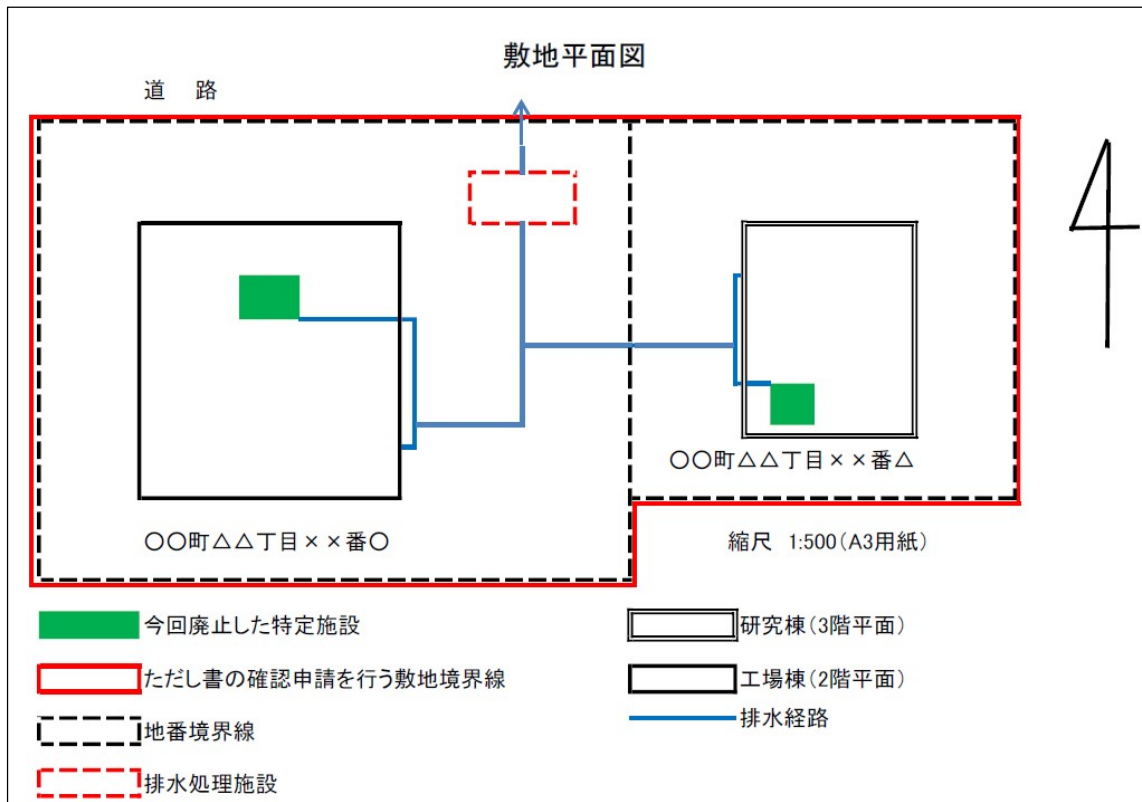 敷地平面図
道　路
〇〇町△△丁目××番△
〇〇町△△丁目××番〇
縮尺　1:500(A3用紙)
今回廃止した特定施設
ただし書の確認申請を行う敷地境界線
地番境界線
排水処理施設
研究棟(3階平面)
工場棟(2階平面)
排水経路